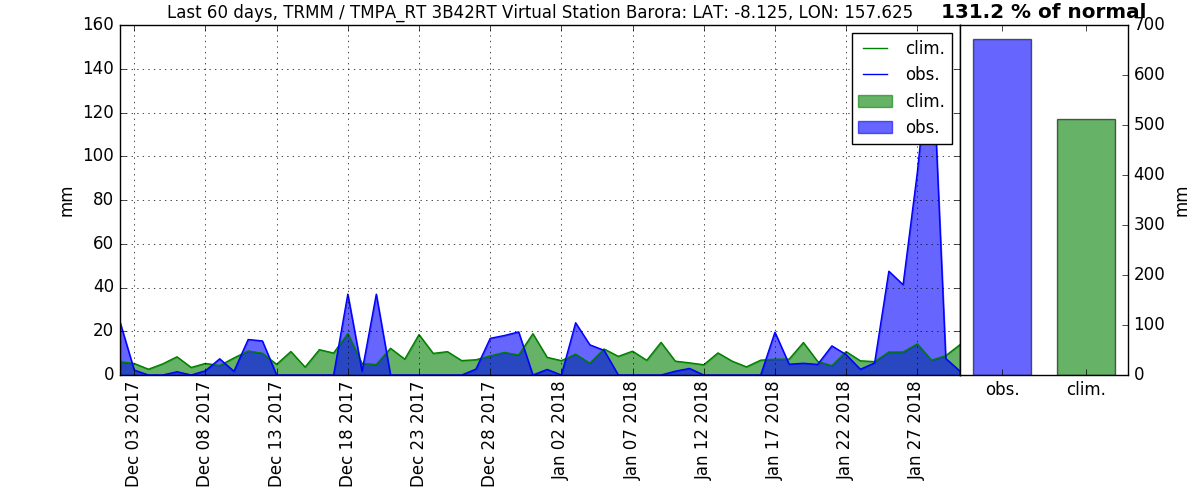 Last 60 days, TRMM / TMPA_RT 3B42RT Virtual Station Barora: LAT: -8.125, LON: 157.625
131.2 % of normal
160
140
120
100
80
60
40
20
0
mm
clim.
obs.
clim.
obs.
Dec 03 2017
Dec 08 2017
Dec 13 2017
Dec 18 2017
Dec 23 2017
Dec 28 2017
Jan 02 2018
Jan 07 2018
Jan 12 2018
Jan 17 2018
Jan 22 2018
Jan 27 2018
700
600
500
400
300
200
100
0
mm
obs.
clim.